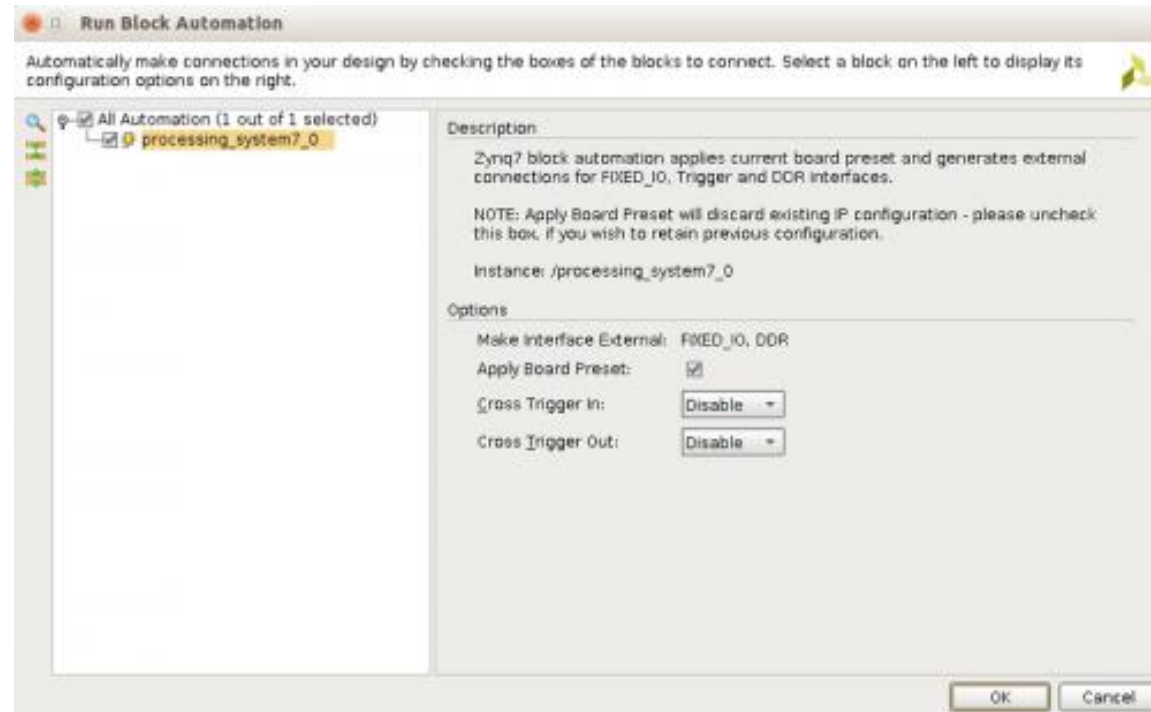 Run Block Automation
Automatically make connections in your design by checking the boxes of the blocks to connect. Select a block on the left to display its
configuration options on the right.
All Automation (1 out of 1 selected)
processing_system7_0
Description
Zynq7 block automation applies current board preset and generates external
connections for FIXED_IO, Trigger and DDR interfaces.
NOTE: Apply Board Preset will discard existing IP configuration - please uncheck
this box, if you wish to retain previous configuration.
Instance: /processing_system7_0
Options
Make Interface External: FIXED_IO, DDR
Apply Board Preset:
Cross Trigger In: Disable
Cross Trigger Out: Disable
OK Cancel